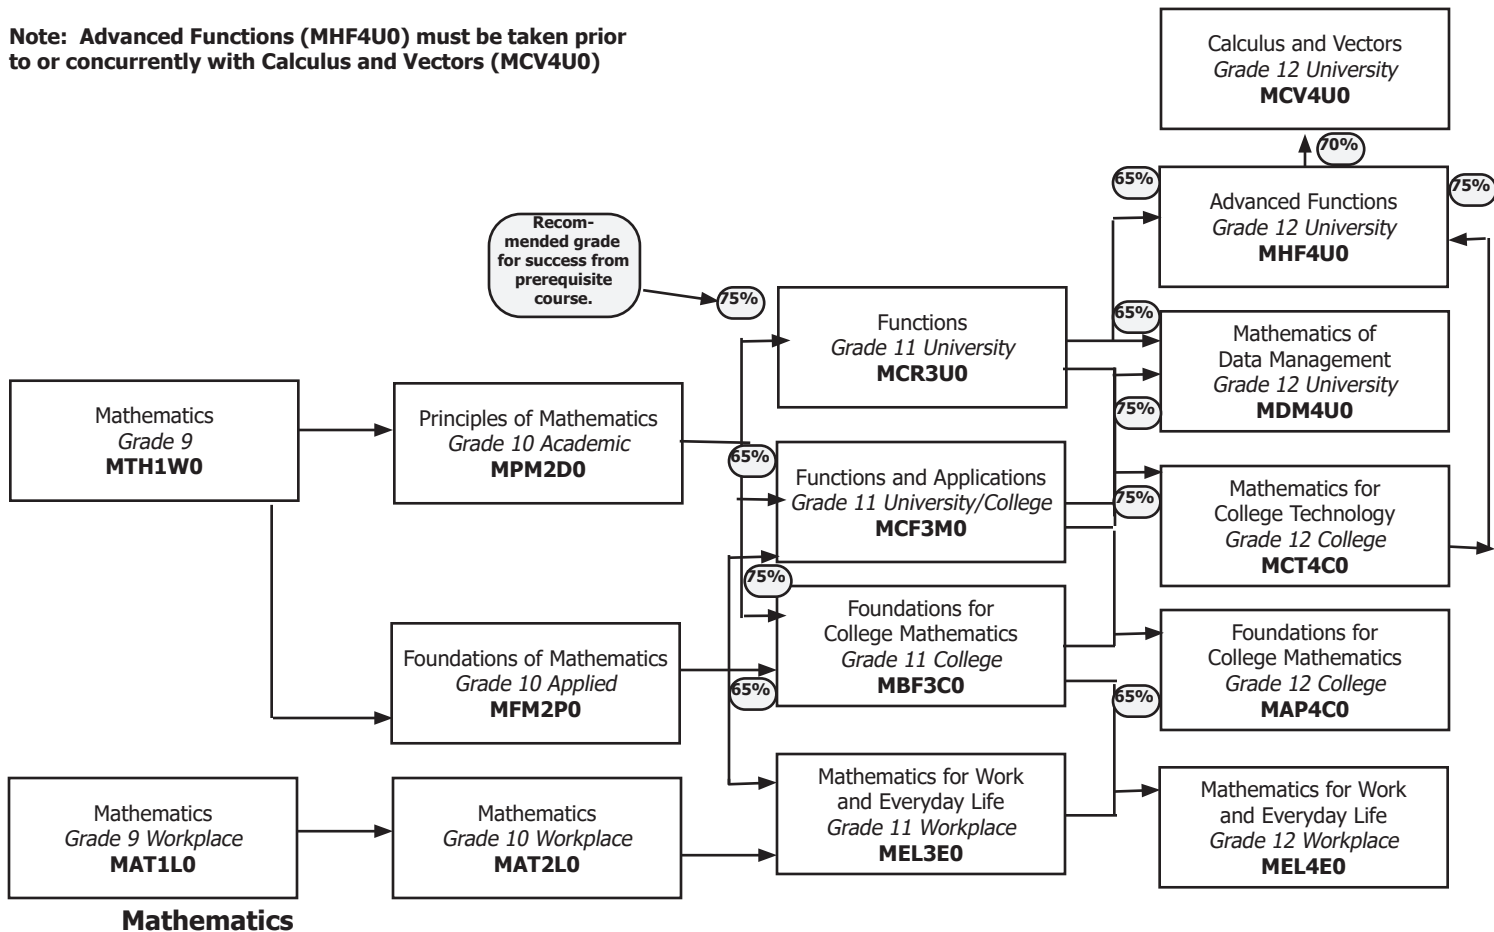 Note: Advanced Functions (MHF4U0) must be taken prior
to or concurrently with Calculus and Vectors (MCV4U0)
Calculus and Vectors
Grade 12 University
MCV4U0
70%
65%
75%
Advanced Functions
Grade 12 University
MHF4U0
Recom-
mended grade
for success from
prerequisite
course.
75%
Functions
Grade 11 University
MCR3U0
65%
Mathematics of
Data Management
Grade 12 University
MDM4U0
75%
Mathematics
Grade 9
MTH1W0
Principles of Mathematics
Grade 10 Academic
MPM2D0
65%
Functions and Applications
Grade 11 University/College
MCF3M0
75%
Mathematics for
College Technology
Grade 12 College
MCT4C0
75%
Foundations of Mathematics
Grade 10 Applied
MFM2P0
65%
Foundations for
College Mathematics
Grade 11 College
MBF3C0
65%
Foundations for
College Mathematics
Grade 12 College
MAP4C0
Mathematics
Grade 9 Workplace
MAT1L0
Mathematics
Grade 10 Workplace
MAT2L0
Mathematics for Work
and Everyday Life
Grade 11 Workplace
MEL3E0
Mathematics for Work
and Everyday Life
Grade 12 Workplace
MEL4E0
Mathematics